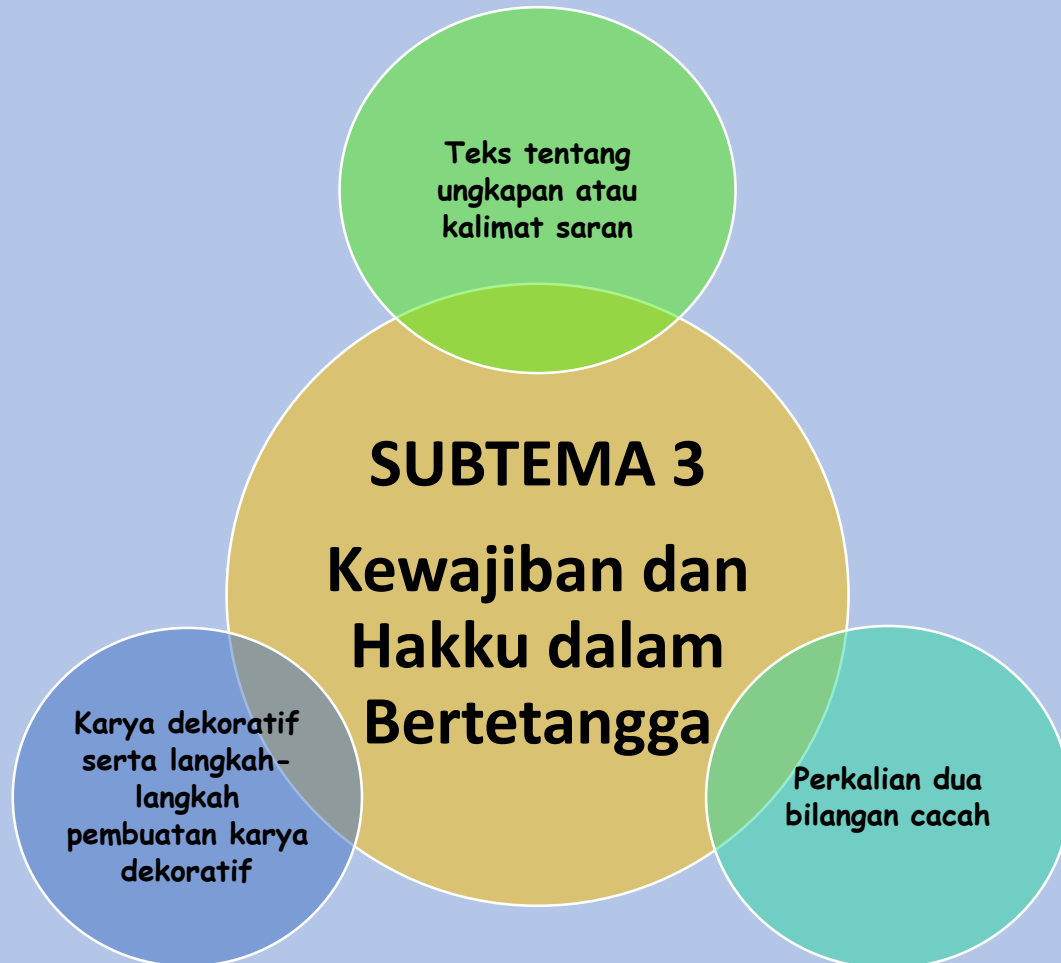 Teks tentang
ungkapan atau
kalimat saran
SUBTEMA 3
Kewajiban dan
Hakku dalam
Bertetangga
Karya dekoratif
serta langkah-
langkah
pembuatan karya
dekoratif
Perkalian dua
bilangan cacah